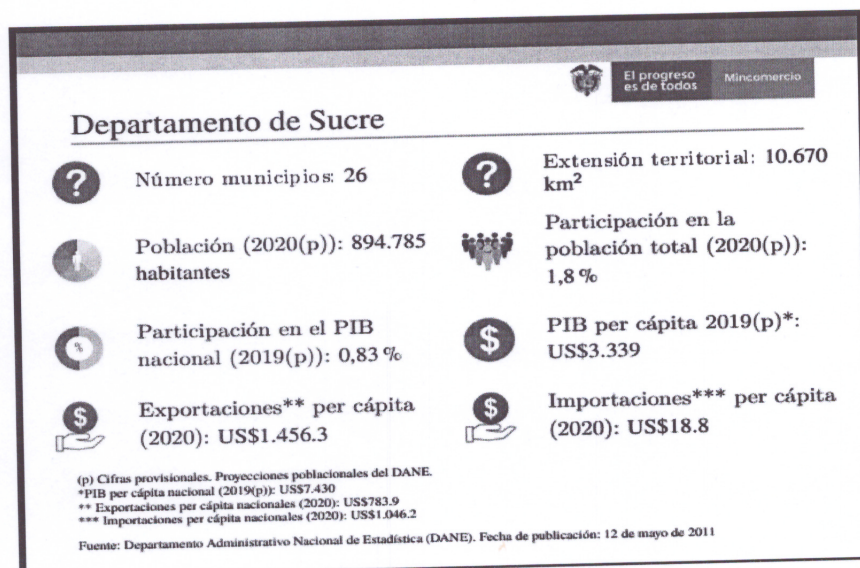 El progreso
es de todos
Mincomercio
Departamento de Sucre
?
Número municipios: 26
?
Extensión territorial: 10.670
km²
Población (2020(p)): 894.785
habitantes
Participación en la
población total (2020(p)):
1,8 %
%
Participación en el PIB
nacional (2019(p)): 0,83 %
$
PIB per cápita 2019(p)*:
US$3.339
$
Exportaciones** per cápita
(2020): US$1.456.3
$
Importaciones*** per cápita
(2020): US$18.8
(p) Cifras provisionales. Proyecciones poblacionales del DANE.
*PIB per cápita nacional (2019(p)): US$7.430
** Exportaciones per cápita nacionales (2020): US$783.9
*** Importaciones per cápita nacionales (2020): US$1.046.2
Fuente: Departamento Administrativo Nacional de Estadística (DANE). Fecha de publicación: 12 de mayo de 2011